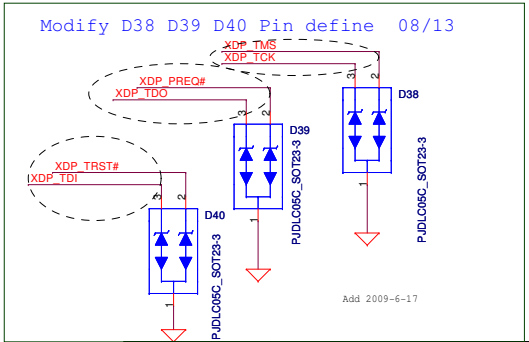 Modify D38 D39 D40 Pin define 08/13
XDP_TMS
XDP_TCK
3
2
D38
PJDLC05C_SOT23-3
1
XDP_PREQ#
XDP_TDO
3
2
D39
PJDLC05C_SOT23-3
1
XDP_TRST#
XDP_TDI
3
2
D40
PJDLC05C_SOT23-3
1
Add 2009-6-17